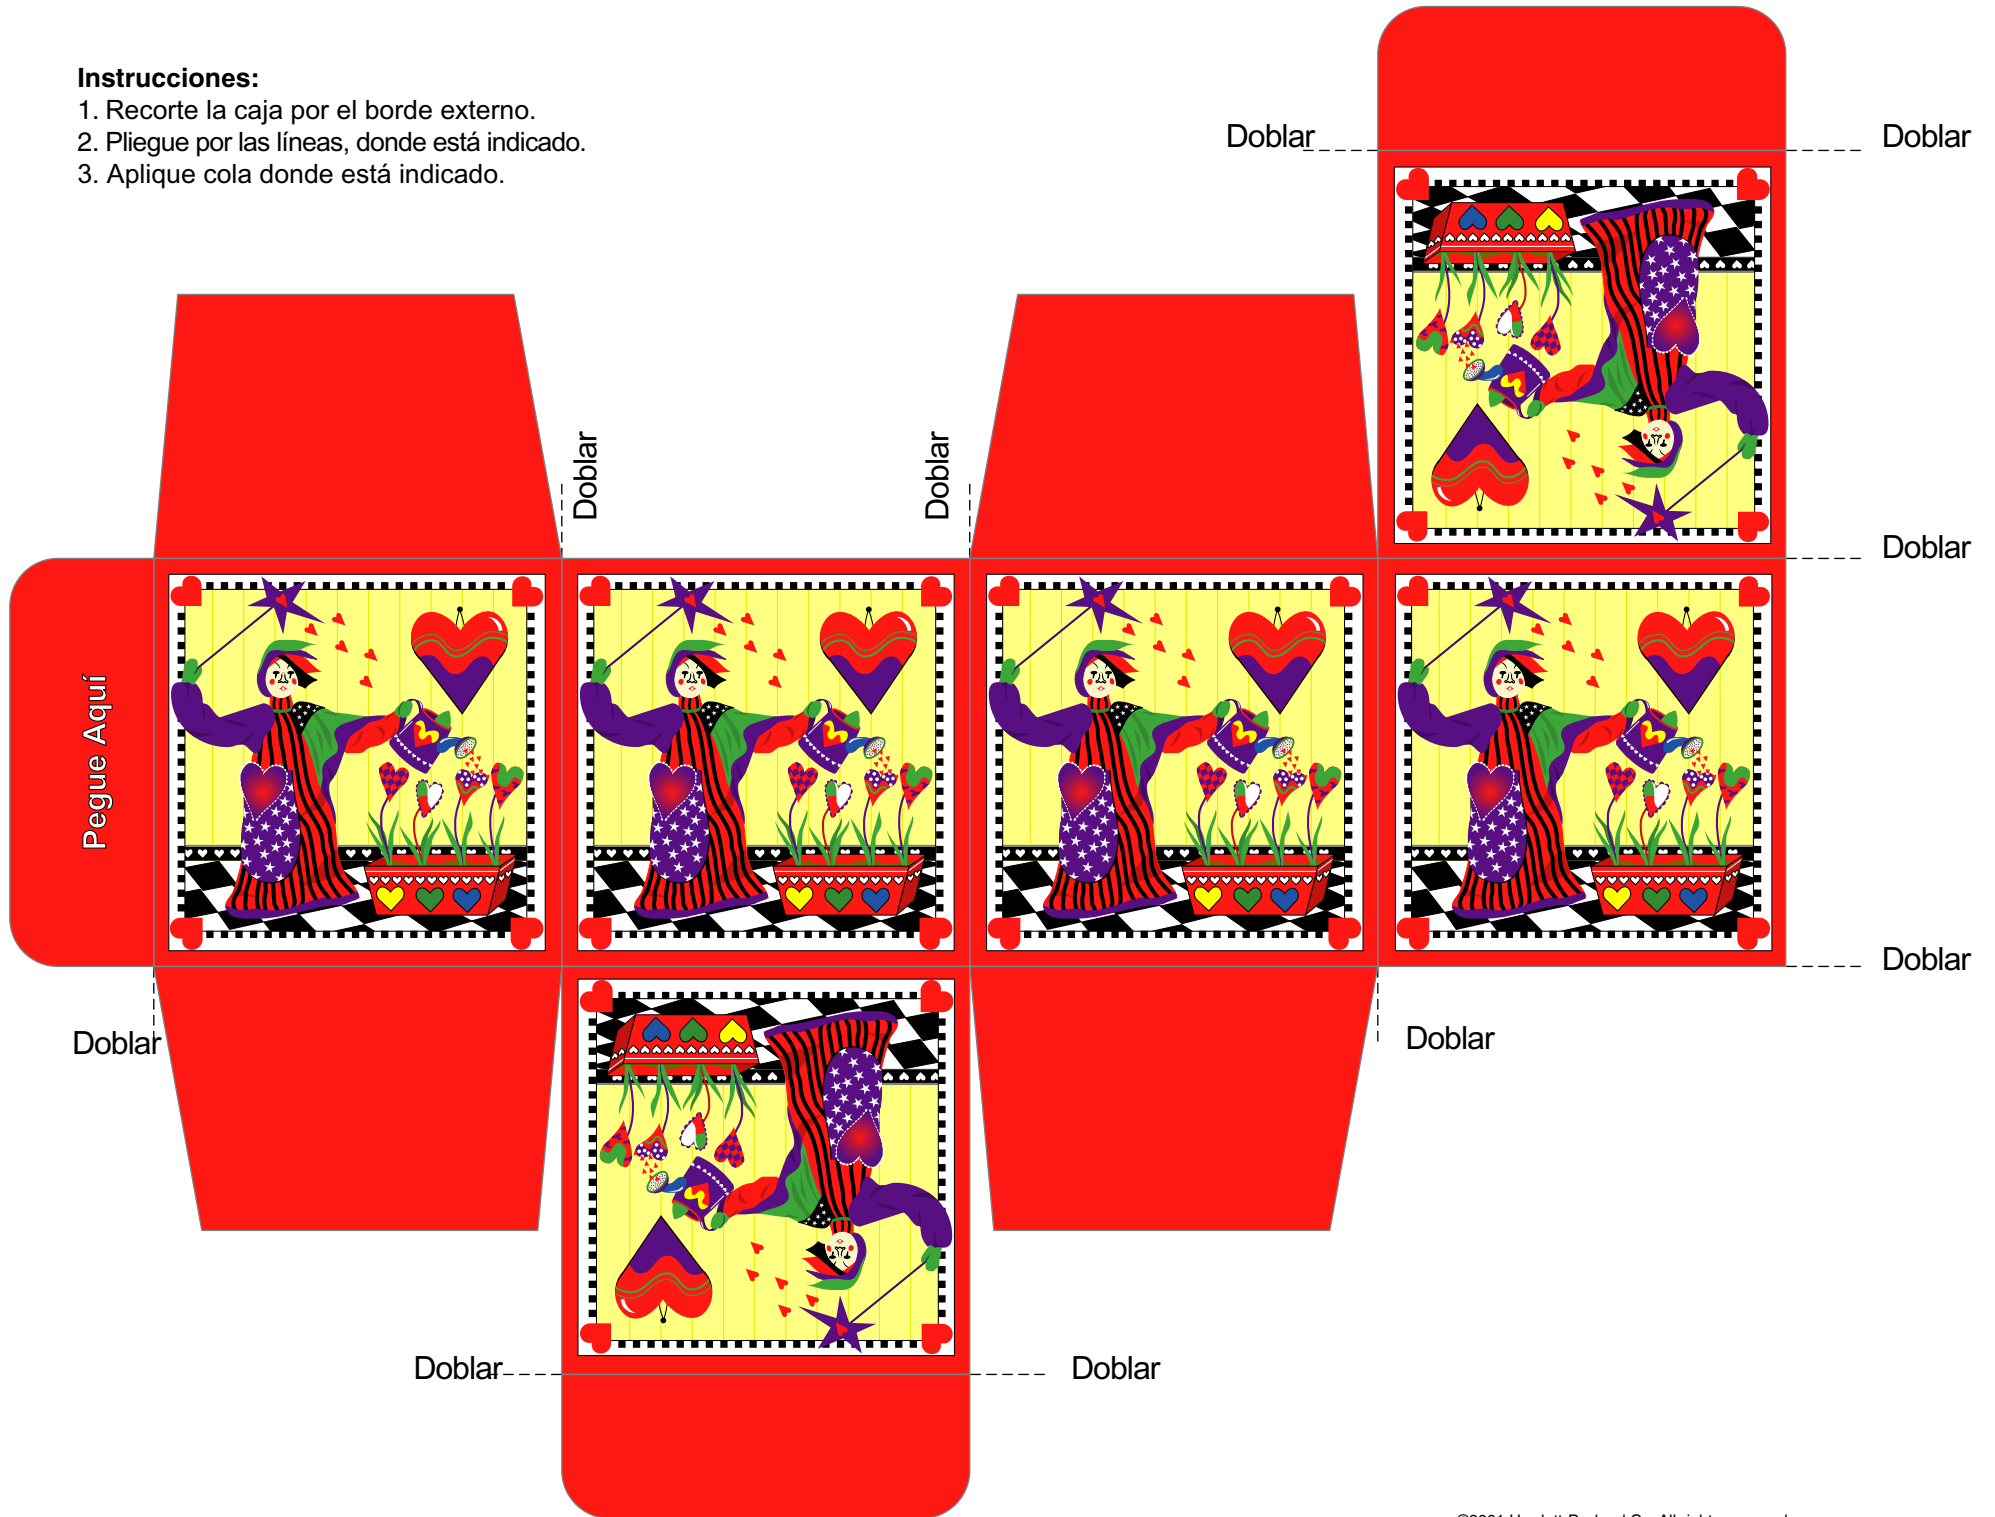 Instrucciones:
1. Recorte la caja por el borde externo.
2. Pliegue por las líneas, donde está indicado.
3. Aplique cola donde está indicado.
Doblar
Doblar
Doblar
Doblar
Doblar
Pegue Aquí
Doblar
Doblar
Doblar
Doblar
Doblar